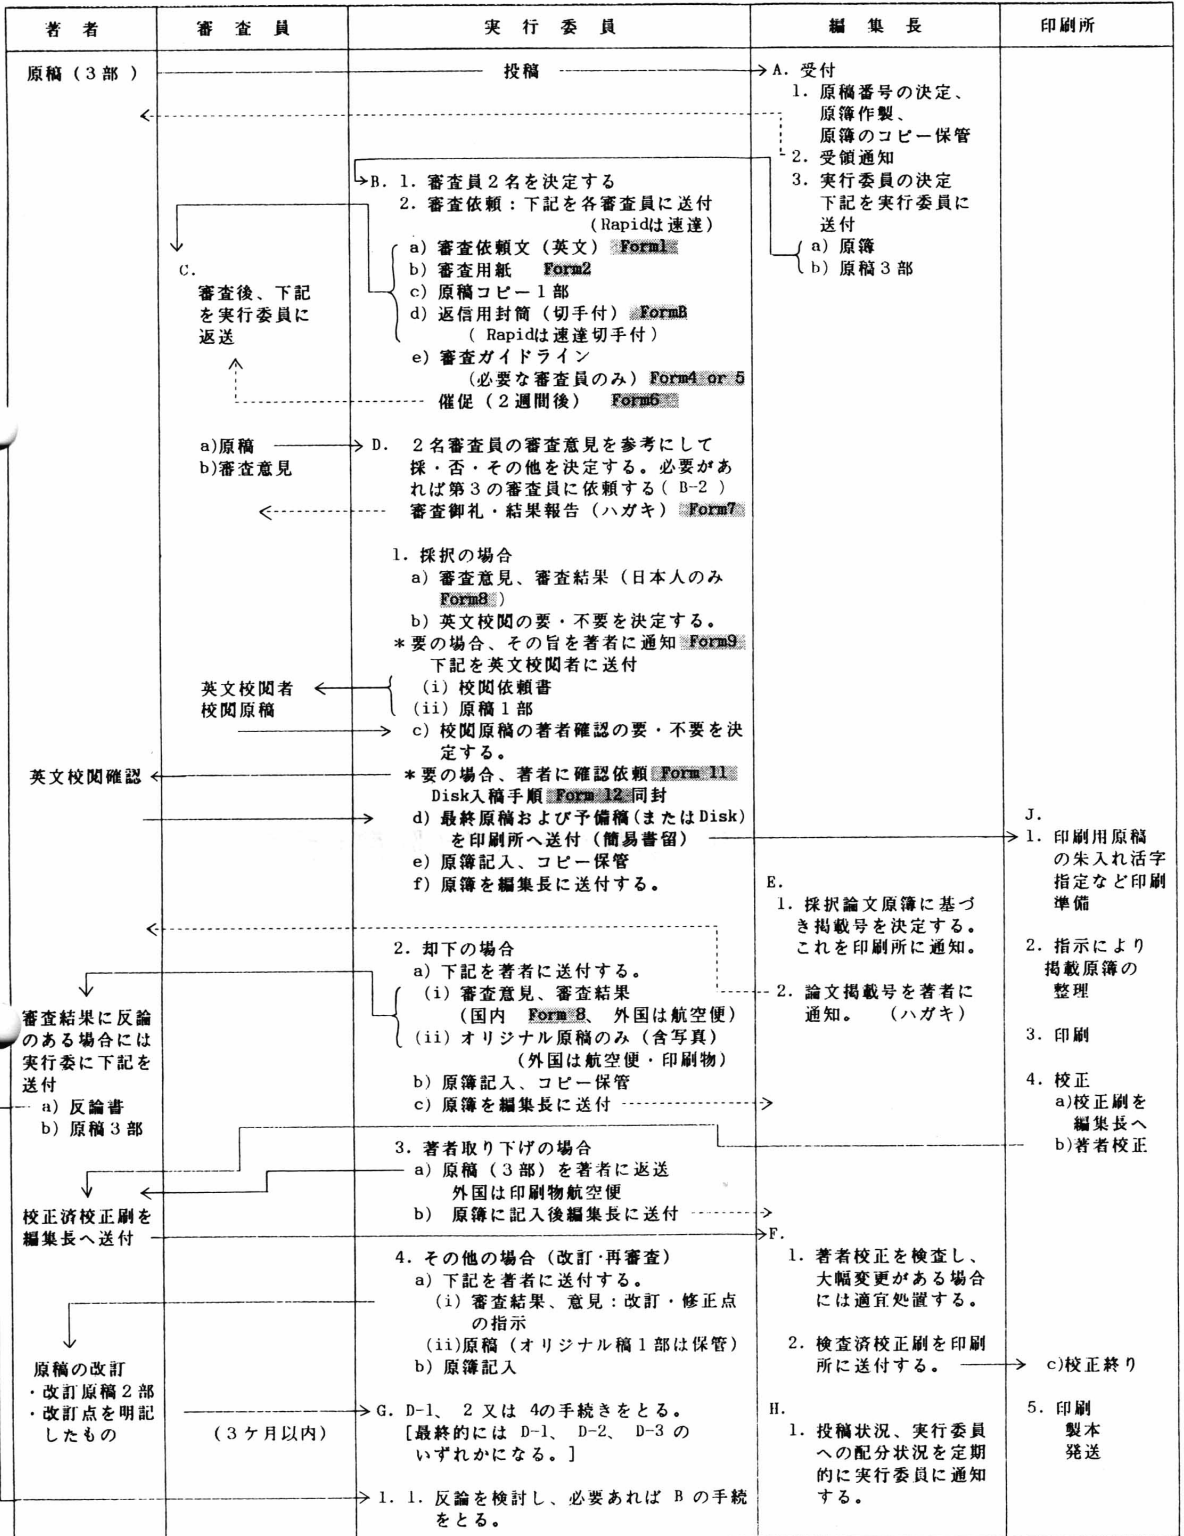 著者
審査員
実行委員
編集長
印刷所
原稿(3部)
投稿
A. 受付
1. 原稿番号の決定、
原簿作製、
原簿のコピー保管
2. 受領通知
3. 実行委員の決定
下記を実行委員に
送付
a) 原簿
b) 原稿3部
B. 1. 審査員2名を決定する
2. 審査依頼:下記を各審査員に送付
(Rapidは速達)
a) 審査依頼文(英文) Form1
b) 審査用紙 Form2
c) 原稿コピー1部
d) 返信用封筒(切手付) Form3
(Rapidは速達切手付)
e) 審査ガイドライン
(必要な審査員のみ) Form4 or 5
催促(2週間後) Form6
C.
審査後、下記
を実行委員に
返送
a)原稿
b)審査意見
D. 2名審査員の審査意見を参考にして
採・否・その他を決定する。必要があ
れば第3の審査員に依頼する(B-2)
審査御礼・結果報告(ハガキ) Form7
1. 採択の場合
a) 審査意見、審査結果(日本人のみ
Form8)
b) 英文校閲の要・不要を決定する。
*要の場合、その旨を著者に通知 Form9
下記を英文校閲者に送付
(i) 校閲依頼書
(ii) 原稿1部
英文校閲者
校閲原稿
c) 校閲原稿の著者確認の要・不要を決
定する。
英文校閲確認
*要の場合、著者に確認依頼 Form 11
Disk入稿手順 Form 12 同封
d) 最終原稿および予備稿(またはDisk)
を印刷所へ送付(簡易書留)
e) 原簿記入、コピー保管
f) 原簿を編集長に送付する。
J.
1. 印刷用原稿
の朱入れ活字
指定など印刷
準備
2. 指示により
掲載原簿の
整理
3. 印刷
4. 校正
a)校正刷を
編集長へ
b)著者校正
E.
1. 採択論文原簿に基づ
き掲載号を決定する。
これを印刷所に通知。
2. 論文掲載号を著者に
通知。 (ハガキ)
2. 却下の場合
a) 下記を著者に送付する。
(i) 審査意見、審査結果
(国内 Form 8、外国は航空便)
(ii) オリジナル原稿のみ(含写真)
(外国は航空便・印刷物)
b) 原簿記入、コピー保管
c) 原簿を編集長に送付
審査結果に反論
のある場合には
実行委に下記を
送付
a) 反論書
b) 原稿3部
3. 著者取り下げの場合
a) 原稿(3部)を著者に返送
外国は印刷物航空便
b) 原簿に記入後編集長に送付
校正済校正刷を
編集長へ送付
F.
1. 著者校正を検査し、
大幅変更がある場合
には適宜処置する。
2. 検査済校正刷を印刷
所に送付する。
c)校正終り
4. その他の場合(改訂・再審査)
a) 下記を著者に送付する。
(i) 審査結果、意見:改訂・修正点
の指示
(ii)原稿(オリジナル稿1部は保管)
b) 原簿記入
原稿の改訂
・改訂原稿2部
・改訂点を明記
したもの
(3ケ月以内)
G. D-1、2又は 4の手続きをとる。
[最終的には D-1、D-2、D-3 の
いずれかになる。]
H.
1. 投稿状況、実行委員
への配分状況を定期
的に実行委員に通知
する。
5. 印刷
製本
発送
1. 1. 反論を検討し、必要あれば B の手続
をとる。